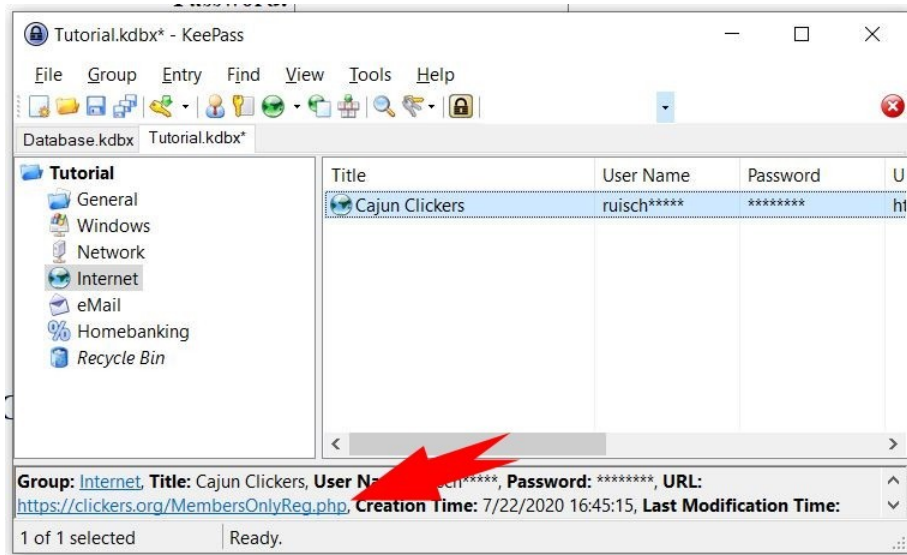 Tutorial.kdbx* - KeePass
File Group Entry Find View Tools Help
Database.kdbx Tutorial.kdbx*
Tutorial
General
Windows
Network
Internet
eMail
Homebanking
Recycle Bin
Title User Name Password U
Cajun Clickers ruisch***** ******** ht
Group: Internet, Title: Cajun Clickers, User *****, Password: ********, URL:
https://clickers.org/MembersOnlyReg.php, Creation Time: 7/22/2020 16:45:15, Last Modification Time:
1 of 1 selected Ready.